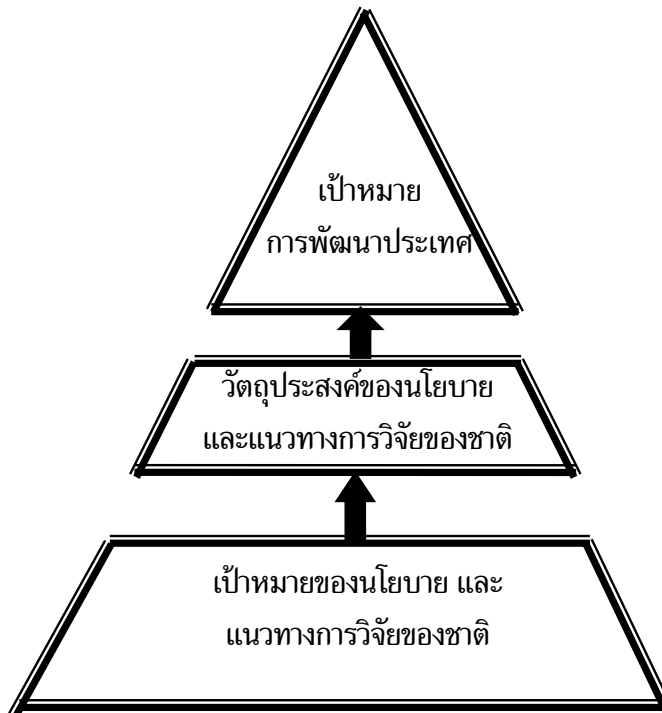 เป้าหมาย
การพัฒนาประเทศ
วัตถุประสงค์ของนโยบาย
และแนวทางการวิจัยของชาติ
เป้าหมายของนโยบาย และ
แนวทางการวิจัยของชาติ